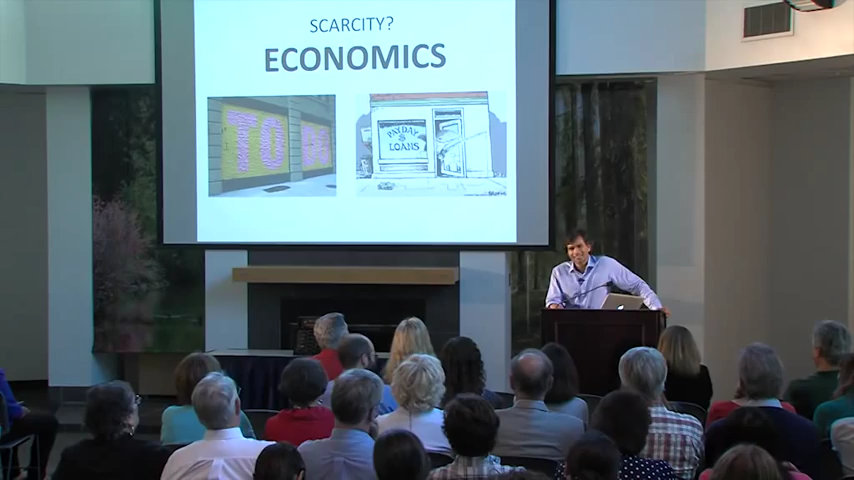 SCARCITY?
ECONOMICS
TO DO
PAYDAY
$
LOANS